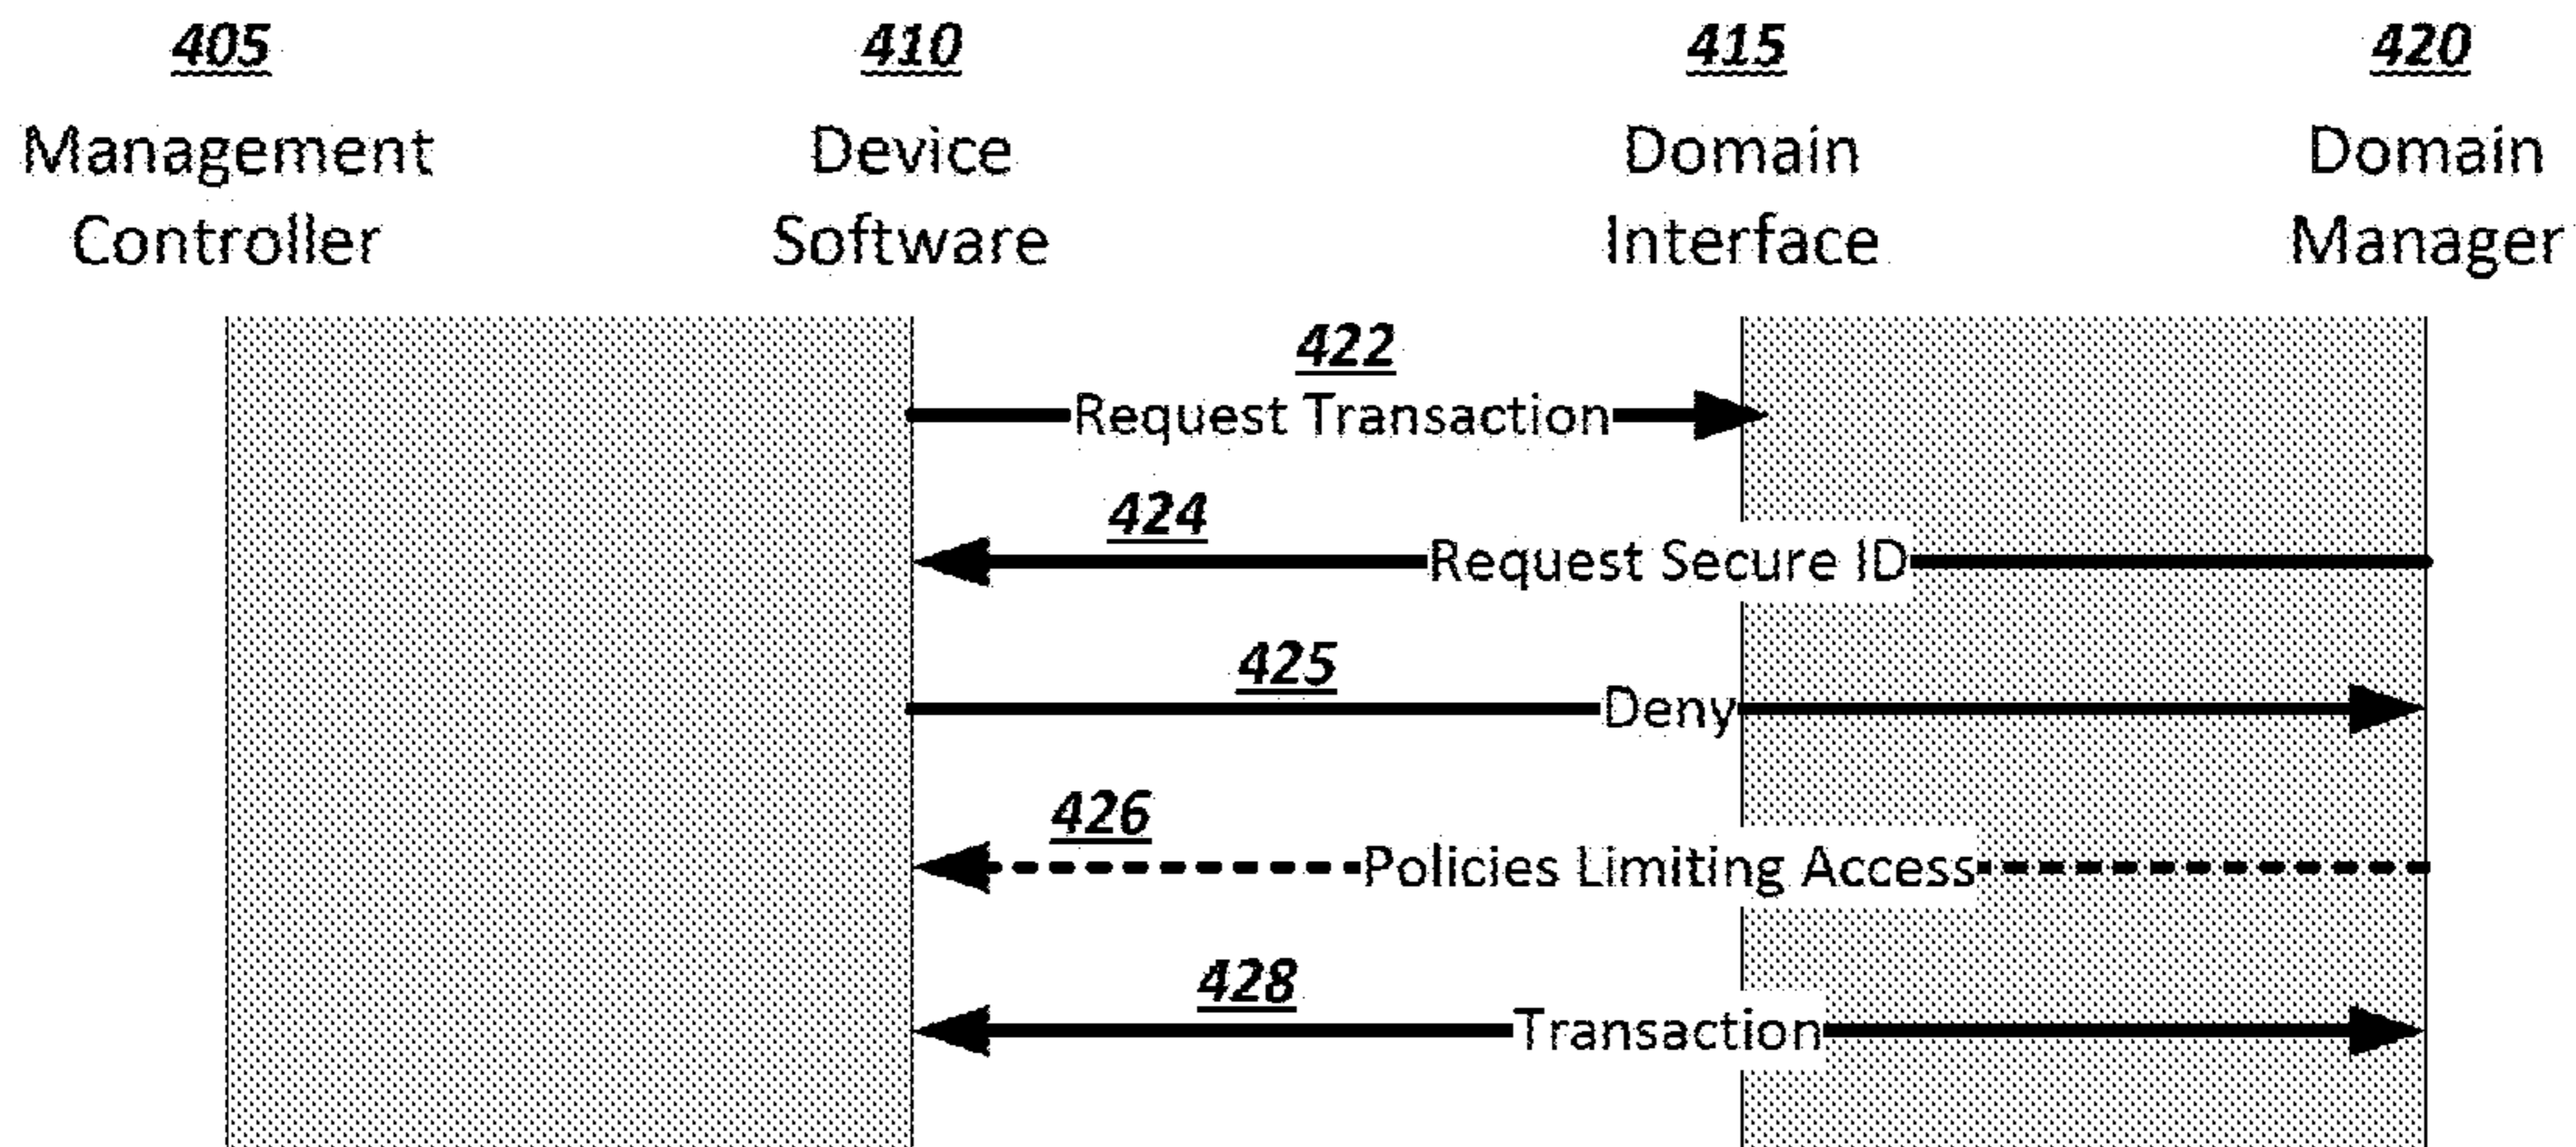 405
410
415
420
Management
Controller
Device
Software
Domain
Interface
Domain
Manager
422
Request Transaction
424
Request Secure ID
425
Deny
426
Policies Limiting Access
428
Transaction